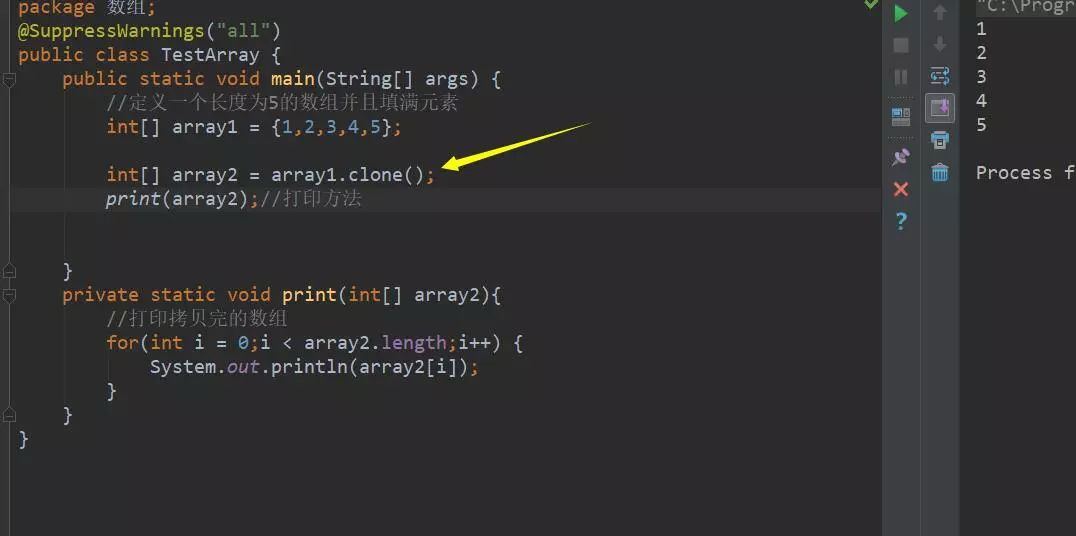 package 数组;
@SuppressWarnings("all")
public class TestArray {
public static void main(String[] args) {
//定义一个长度为5的数组并且填满元素
int[] array1 = {1,2,3,4,5};
int[] array2 = array1.clone();
print(array2);//打印方法
}
private static void print(int[] array2){
//打印拷贝完的数组
for(int i = 0;i < array2.length;i++) {
System.out.println(array2[i]);
}
}
}
"C:\Progr
1
2
3
4
5
Process f